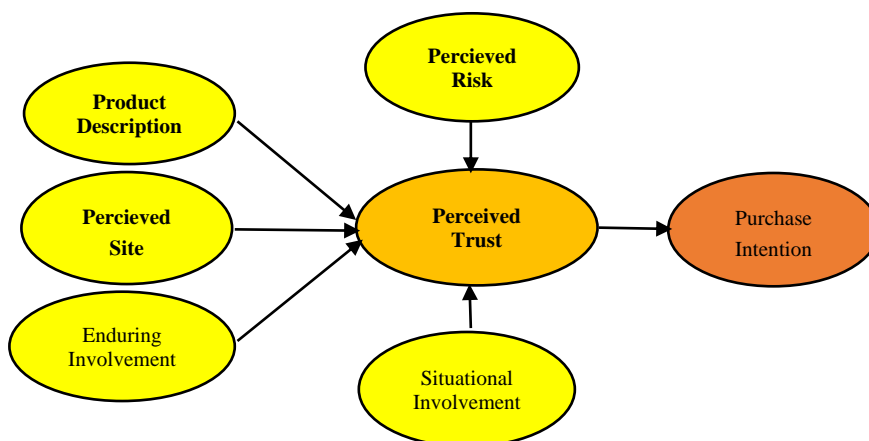 Percieved
Risk
Product
Description
Percieved
Site
Perceived
Trust
Purchase
Intention
Enduring
Involvement
Situational
Involvement